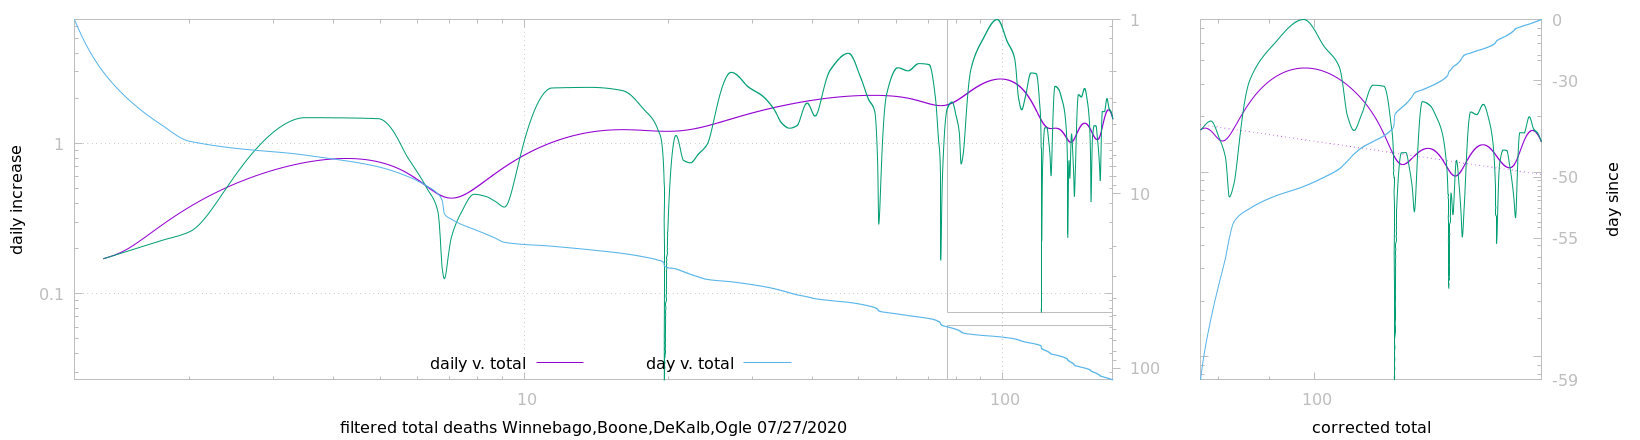 daily increase
1
0.1
10
100
1
10
100
daily v. total
day v. total
filtered total deaths Winnebago,Boone,DeKalb,Ogle 07/27/2020
0
-30
-50
-55
-59
day since
100
corrected total